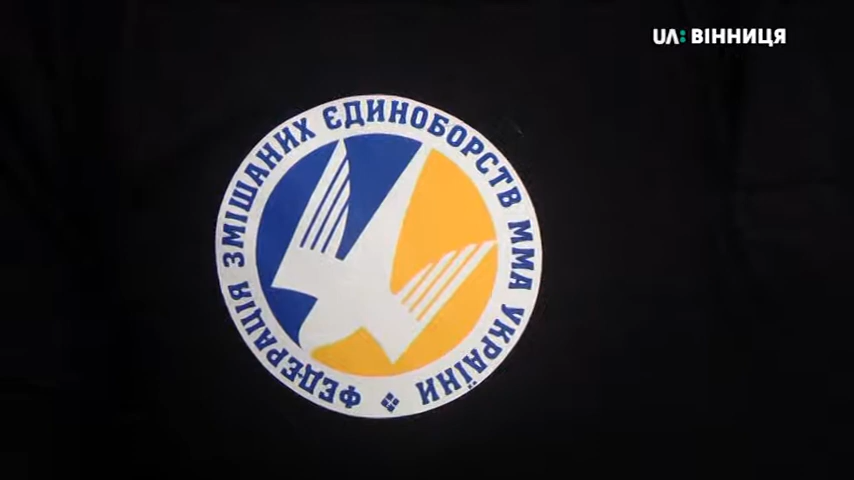 UA: ВІННИЦЯ
ФЕДЕРАЦІЯ ЗМІШАНИХ ЄДИНОБОРСТВ ММА УКРАЇНИ